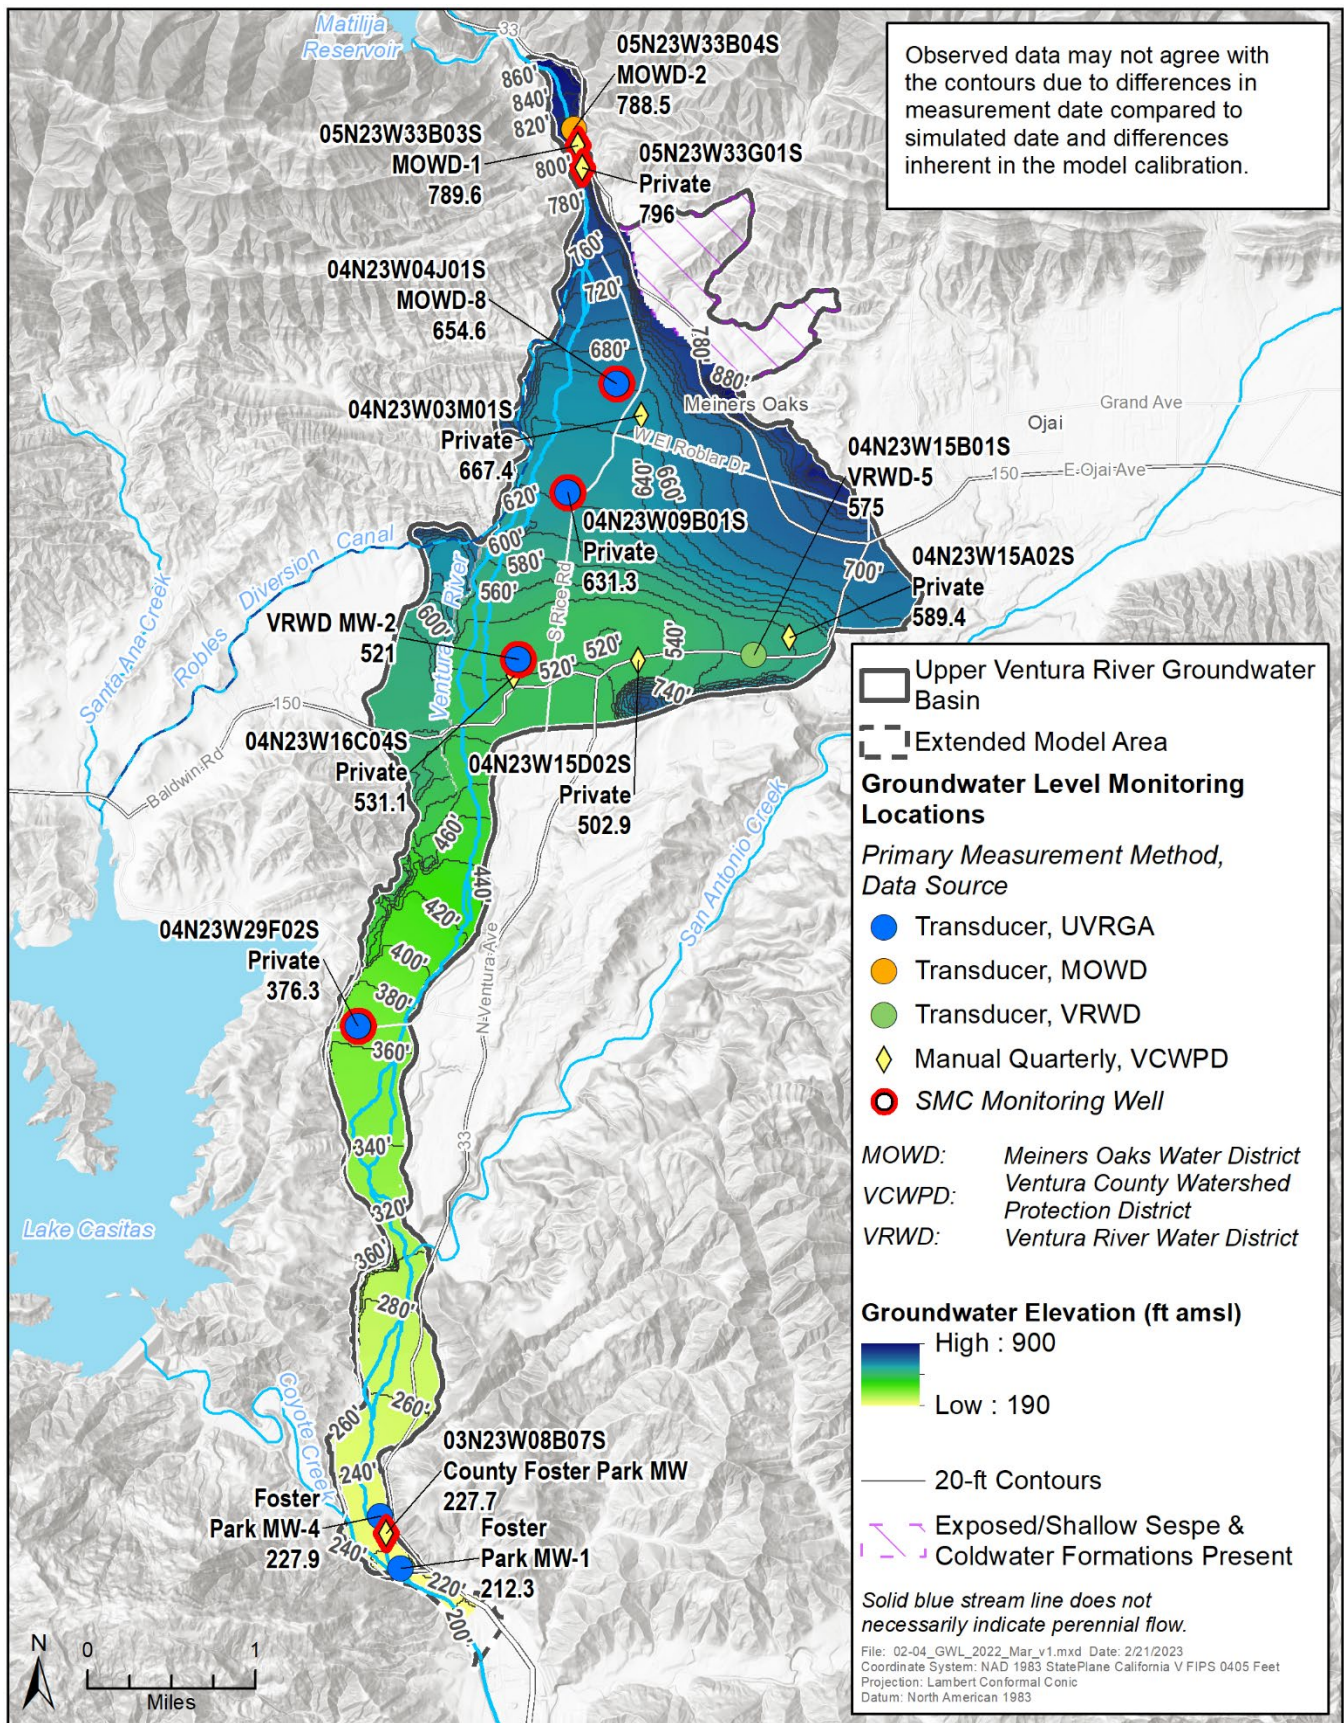 Matilija
Reservoir
33
05N23W33B04S
MOWD-2
788.5
Observed data may not agree with
the contours due to differences in
measurement date compared to
simulated date and differences
inherent in the model calibration.
860'
840'
820'
800'
780'
05N23W33B03S
MOWD-1
789.6
05N23W33G01S
Private
796
760'
720'
04N23W04J01S
MOWD-8
654.6
680'
780'
880'
Meiners Oaks
Grand Ave
Ojai
04N23W03M01S
Private
667.4
W El Roblar Dr
04N23W15B01S
VRWD-5
575
150
E Ojai Ave
640'
660'
620'
600'
580'
560'
04N23W09B01S
Private
631.3
04N23W15A02S
Private
589.4
700'
Santa Ana Creek
Robles Diversion Canal
Ventura River
S Rice Rd
600'
VRWD MW-2
521
520'
520'
540'
740'
150
Baldwin Rd
04N23W16C04S
Private
531.1
04N23W15D02S
Private
502.9
San Antonio Creek
460'
440'
420'
400'
380'
360'
N Ventura Ave
04N23W29F02S
Private
376.3
33
340'
320'
360'
Lake Casitas
280'
260'
260'
Coyote Creek
240'
03N23W08B07S
County Foster Park MW
227.7
Foster
Park MW-4
227.9
Foster
Park MW-1
212.3
240'
220'
200'
N
0 1
Miles
Upper Ventura River Groundwater
Basin
Extended Model Area
Groundwater Level Monitoring
Locations
Primary Measurement Method,
Data Source
Transducer, UVRGA
Transducer, MOWD
Transducer, VRWD
Manual Quarterly, VCWPD
SMC Monitoring Well
MOWD: Meiners Oaks Water District
VCWPD: Ventura County Watershed
Protection District
VRWD: Ventura River Water District
Groundwater Elevation (ft amsl)
High : 900
Low : 190
20-ft Contours
Exposed/Shallow Sespe &
Coldwater Formations Present
Solid blue stream line does not
necessarily indicate perennial flow.
File: 02-04_GWL_2022_Mar_v1.mxd Date: 2/21/2023
Coordinate System: NAD 1983 StatePlane California V FIPS 0405 Feet
Projection: Lambert Conformal Conic
Datum: North American 1983